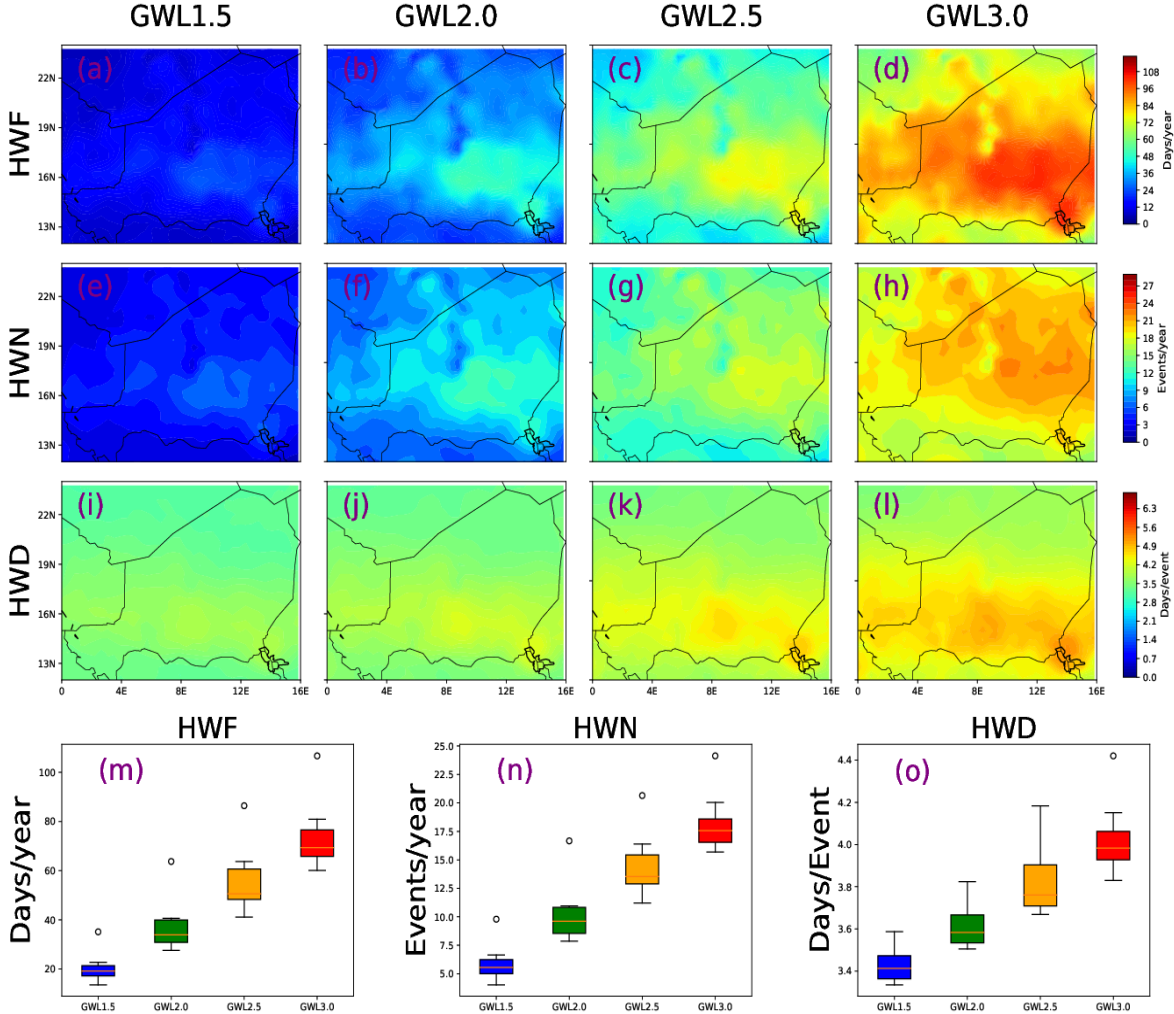 GWL1.5 GWL2.0 GWL2.5 GWL3.0
HWF
22N
19N
16N
13N
(a) (b) (c) (d)
108
96
84
72
60
48
36
24
12
0
Days/year
HWN
22N
19N
16N
13N
(e) (f) (g) (h)
27
24
21
18
15
12
9
6
3
0
Events/year
HWD
22N
19N
16N
13N
(i) (j) (k) (l)
6.3
5.6
4.9
4.2
3.5
2.8
2.1
1.4
0.7
0.0
Days/event
0 4E 8E 12E 16E 0 4E 8E 12E 16E 0 4E 8E 12E 16E 0 4E 8E 12E 16E
HWF HWN HWD
Days/year
100
80
60
40
20
(m)
GWL1.5 GWL2.0 GWL2.5 GWL3.0
Events/year
25.0
22.5
20.0
17.5
15.0
12.5
10.0
7.5
5.0
(n)
GWL1.5 GWL2.0 GWL2.5 GWL3.0
Days/Event
4.4
4.2
4.0
3.8
3.6
3.4
(o)
GWL1.5 GWL2.0 GWL2.5 GWL3.0